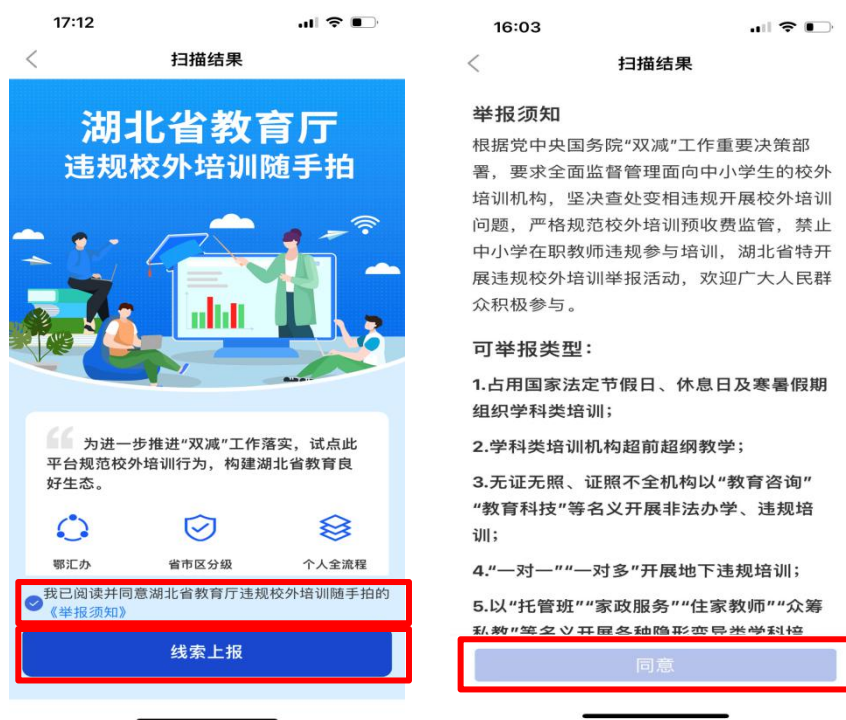 17:12
扫描结果
湖北省教育厅
违规校外培训随手拍
为进一步推进“双减”工作落实，试点此
平台规范校外培训行为，构建湖北省教育良
好生态。
鄂汇办
省市区分级
个人全流程
我已阅读并同意湖北省教育厅违规校外培训随手拍的
《举报须知》
线索上报
16:03
扫描结果
举报须知
根据党中央国务院“双减”工作重要决策部
署，要求全面监督管理面向中小学生的校外
培训机构，坚决查处变相违规开展校外培训
问题，严格规范校外培训预收费监管，禁止
中小学在职教师违规参与培训，湖北省特开
展违规校外培训举报活动，欢迎广大人民群
众积极参与。
可举报类型：
1.占用国家法定节假日、休息日及寒暑假期
组织学科类培训；
2.学科类培训机构超前超纲教学；
3.无证无照、证照不全机构以“教育咨询”
“教育科技”等名义开展非法办学、违规培
训；
4.“一对一”“一对多”开展地下违规培训；
5.以“托管班”“家政服务”“住家教师”“众筹
私教”等名义开展各种隐形变异类学科培
同意